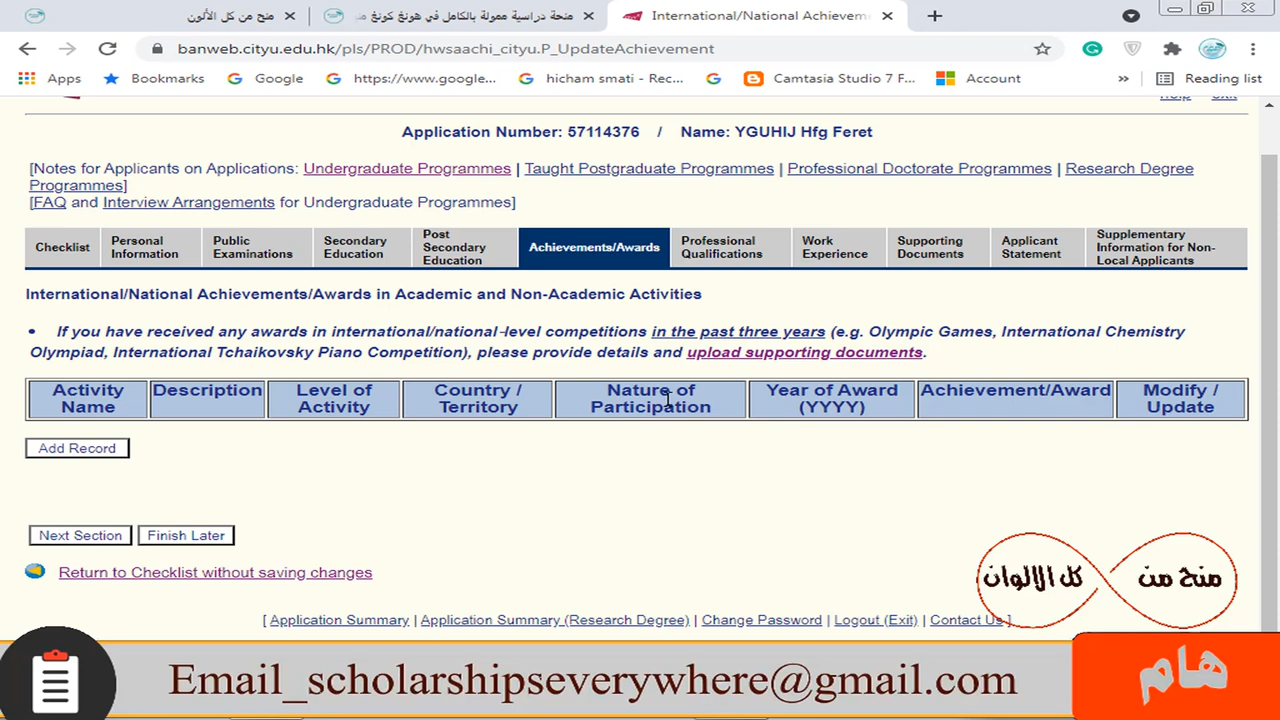 منح من كل الألون
منحة دراسية ممولة بالكامل في هونغ كونغ
International/National Achievem
banweb.cityu.edu.hk/pls/PROD/hwsaachi_cityu.P_UpdateAchievement
Apps Bookmarks Google https://www.google... hicham smati - Rec... Camtasia Studio 7 F... Account » Reading list
help exit
Application Number: 57114376 / Name: YGUHIJ Hfg Feret
[Notes for Applicants on Applications: Undergraduate Programmes | Taught Postgraduate Programmes | Professional Doctorate Programmes | Research Degree
Programmes]
[FAQ and Interview Arrangements for Undergraduate Programmes]
Checklist
Personal
Information
Public
Examinations
Secondary
Education
Post
Secondary
Education
Achievements/Awards
Professional
Qualifications
Work
Experience
Supporting
Documents
Applicant
Statement
Supplementary
Information for Non-
Local Applicants
International/National Achievements/Awards in Academic and Non-Academic Activities
• If you have received any awards in international/national-level competitions in the past three years (e.g. Olympic Games, International Chemistry
Olympiad, International Tchaikovsky Piano Competition), please provide details and upload supporting documents.
Activity
Name
Description
Level of
Activity
Country /
Territory
Nature of
Participation
Year of Award
(YYYY)
Achievement/Award
Modify /
Update
Add Record
Next Section Finish Later
Return to Checklist without saving changes
منح من كل الالوان
[ Application Summary | Application Summary (Research Degree) | Change Password | Logout (Exit) | Contact Us ]
Email_scholarshipseverywhere@gmail.com
هام